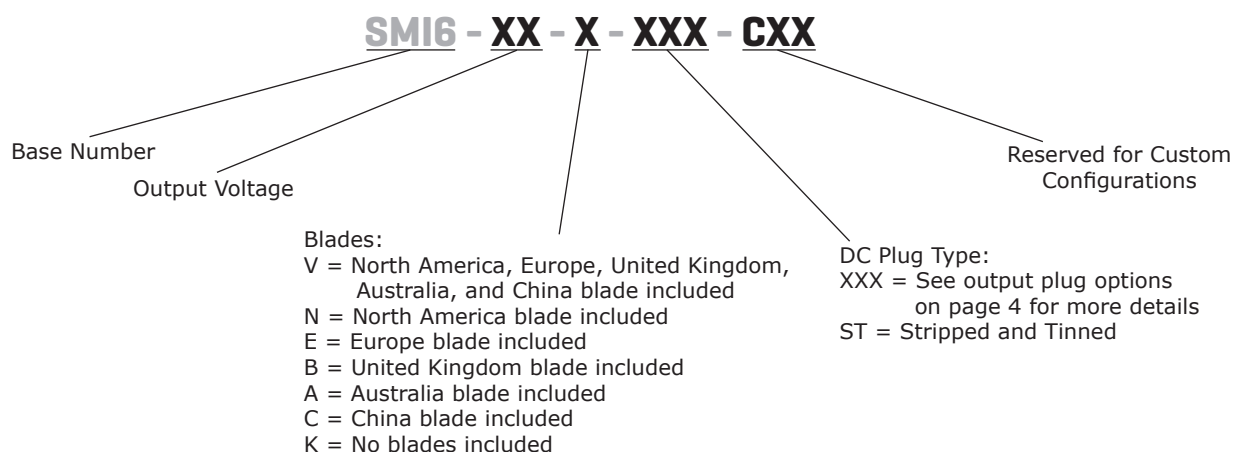 SMI6 - XX - X - XXX - CXX
Base Number
Output Voltage
Reserved for Custom
Configurations
Blades:
V = North America, Europe, United Kingdom,
Australia, and China blade included
N = North America blade included
E = Europe blade included
B = United Kingdom blade included
A = Australia blade included
C = China blade included
K = No blades included
DC Plug Type:
XXX = See output plug options
on page 4 for more details
ST = Stripped and Tinned